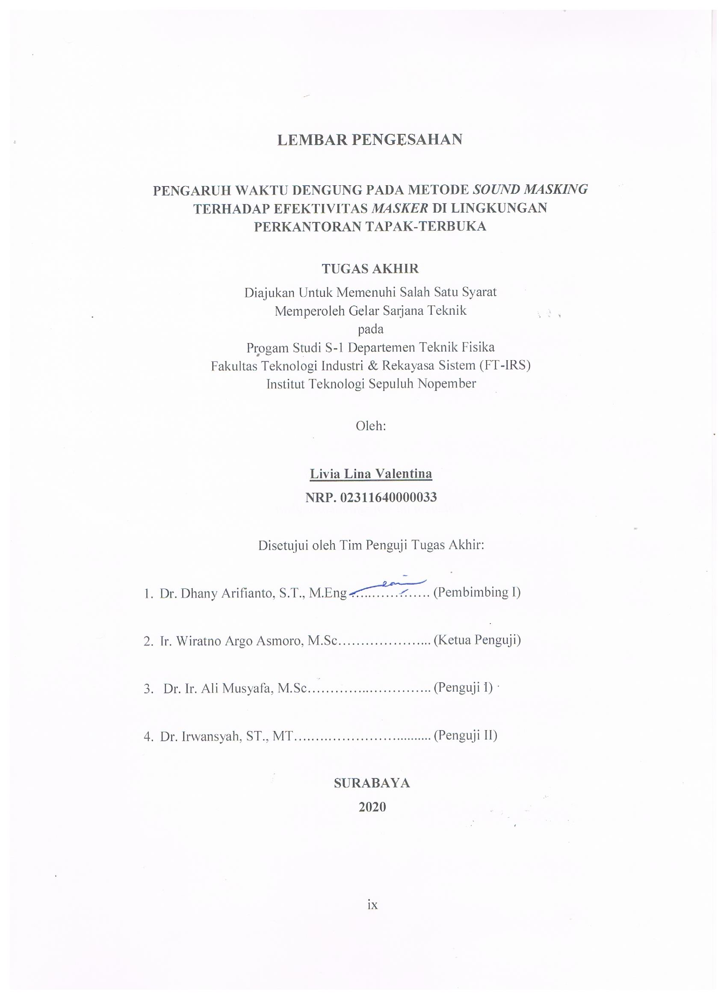 LEMBAR PENGESAHAN
PENGARUH WAKTU DENGUNG PADA METODE SOUND MASKING
TERHADAP EFEKTIVITAS MASKER DI LINGKUNGAN
PERKANTORAN TAPAK-TERBUKA
TUGAS AKHIR
Diajukan Untuk Memenuhi Salah Satu Syarat
Memperoleh Gelar Sarjana Teknik
pada
Progam Studi S-1 Departemen Teknik Fisika
Fakultas Teknologi Industri & Rekayasa Sistem (FT-IRS)
Institut Teknologi Sepuluh Nopember
Oleh:
Livia Lina Valentina
NRP. 02311640000033
Disetujui oleh Tim Penguji Tugas Akhir:
1. Dr. Dhany Arifianto, S.T., M.Eng.................... (Pembimbing I)
2. Ir. Wiratno Argo Asmoro, M.Sc..................... (Ketua Penguji)
3. Dr. Ir. Ali Musyafa, M.Sc............................ (Penguji I)
4. Dr. Irwansyah, ST., MT............................... (Penguji II)
SURABAYA
2020
ix